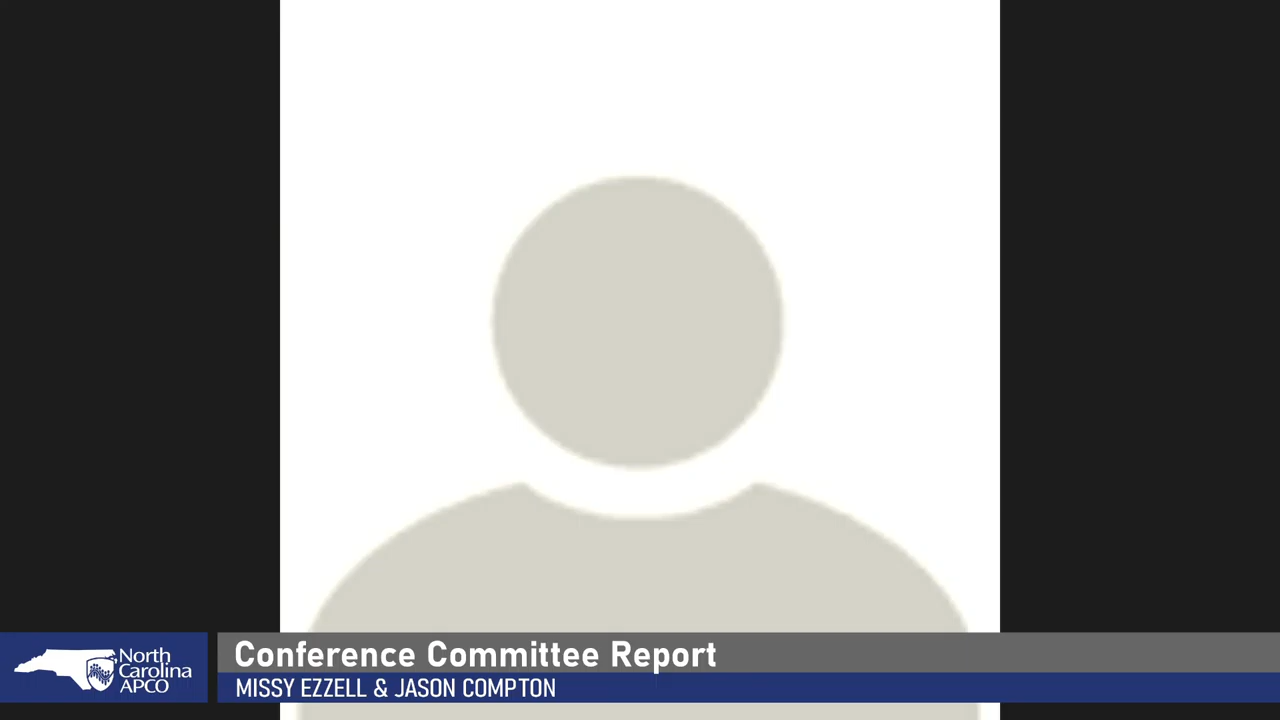 North
Carolina
APCO
Conference Committee Report
MISSY EZZELL & JASON COMPTON